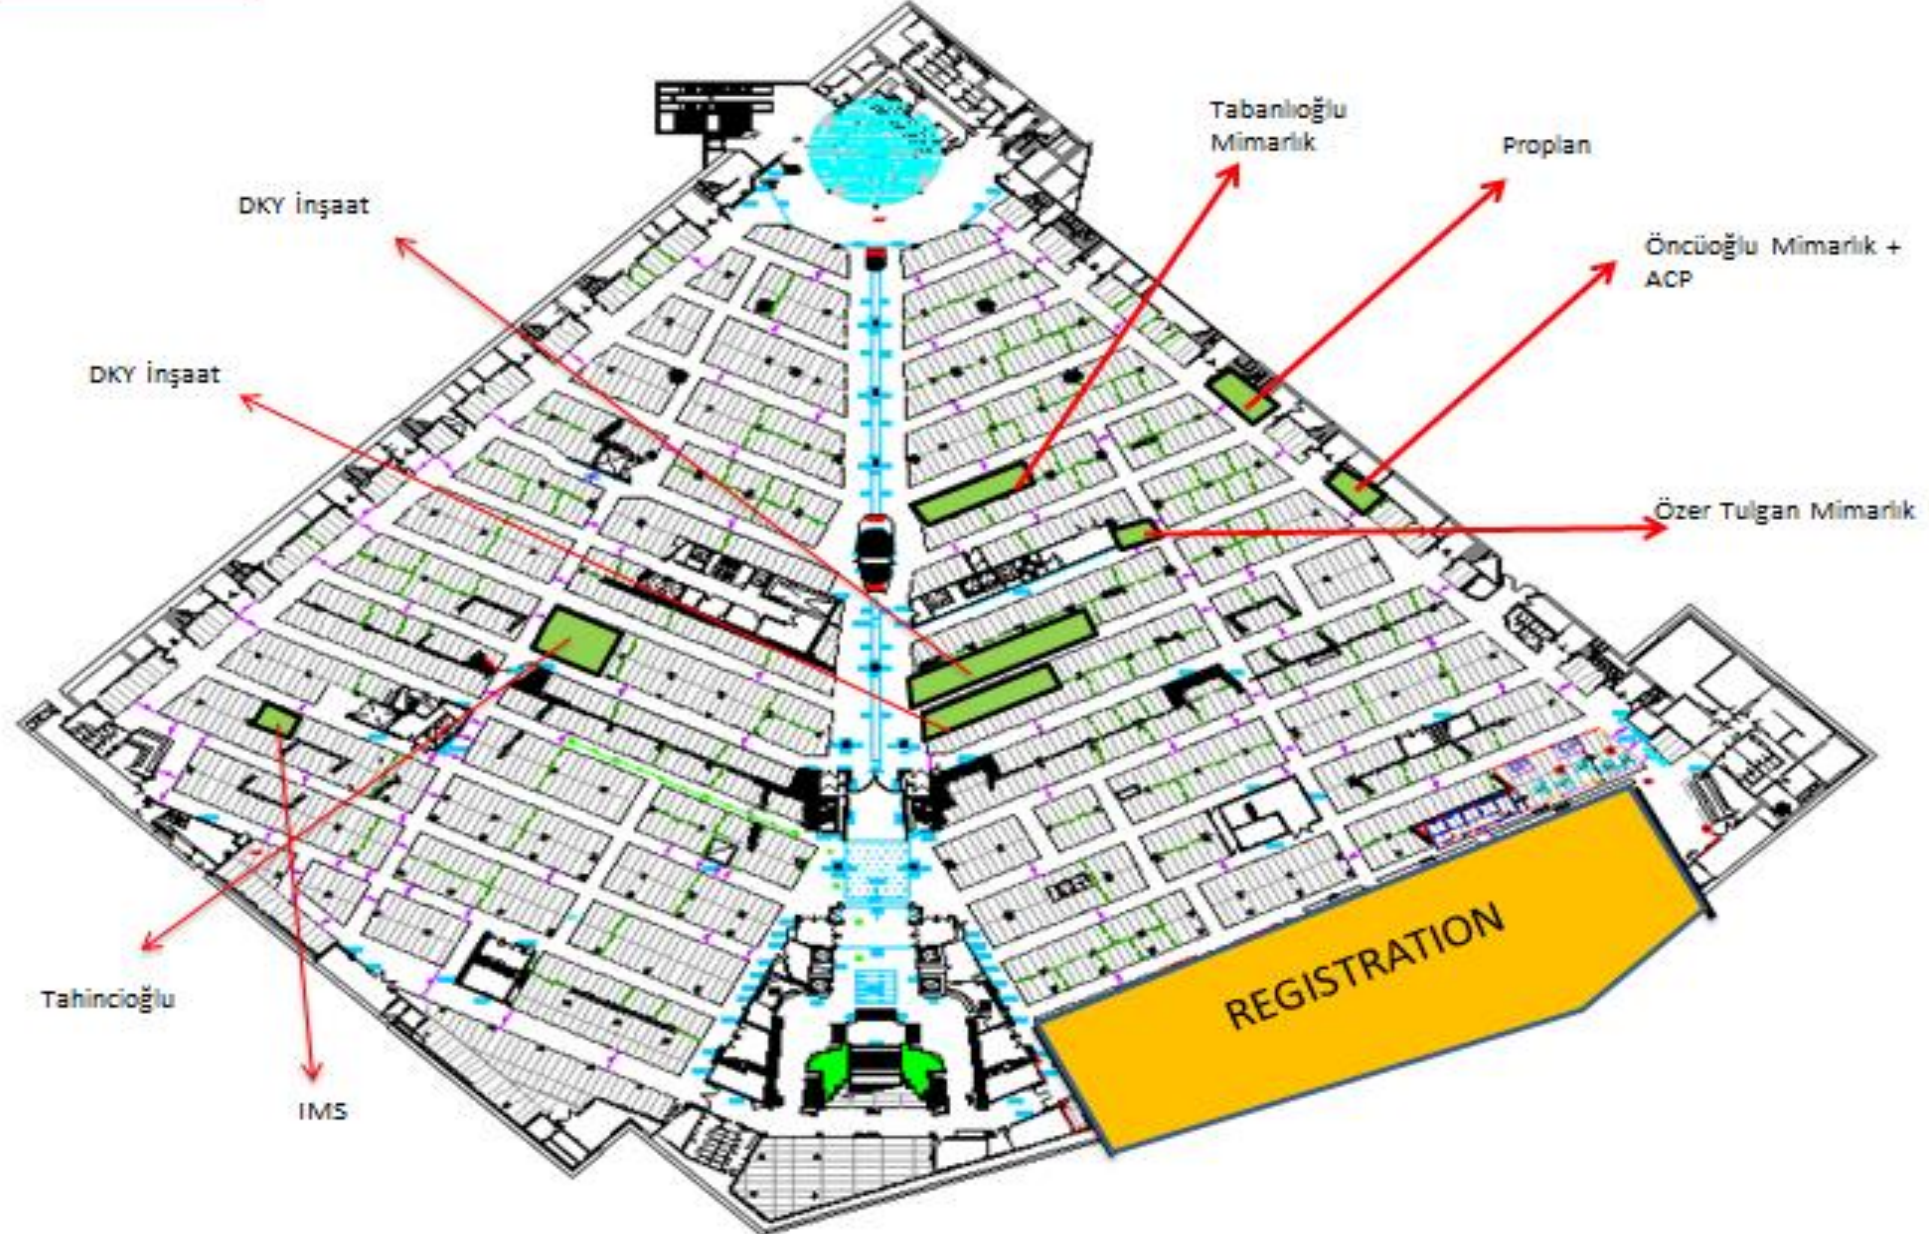 Tabanlıoğlu
Mimarlık
Proplan
DKY İnşaat
Öncüoğlu Mimarlık +
ACP
DKY İnşaat
Özer Tulgan Mimarlık
REGISTRATION
Tahincioğlu
IMS